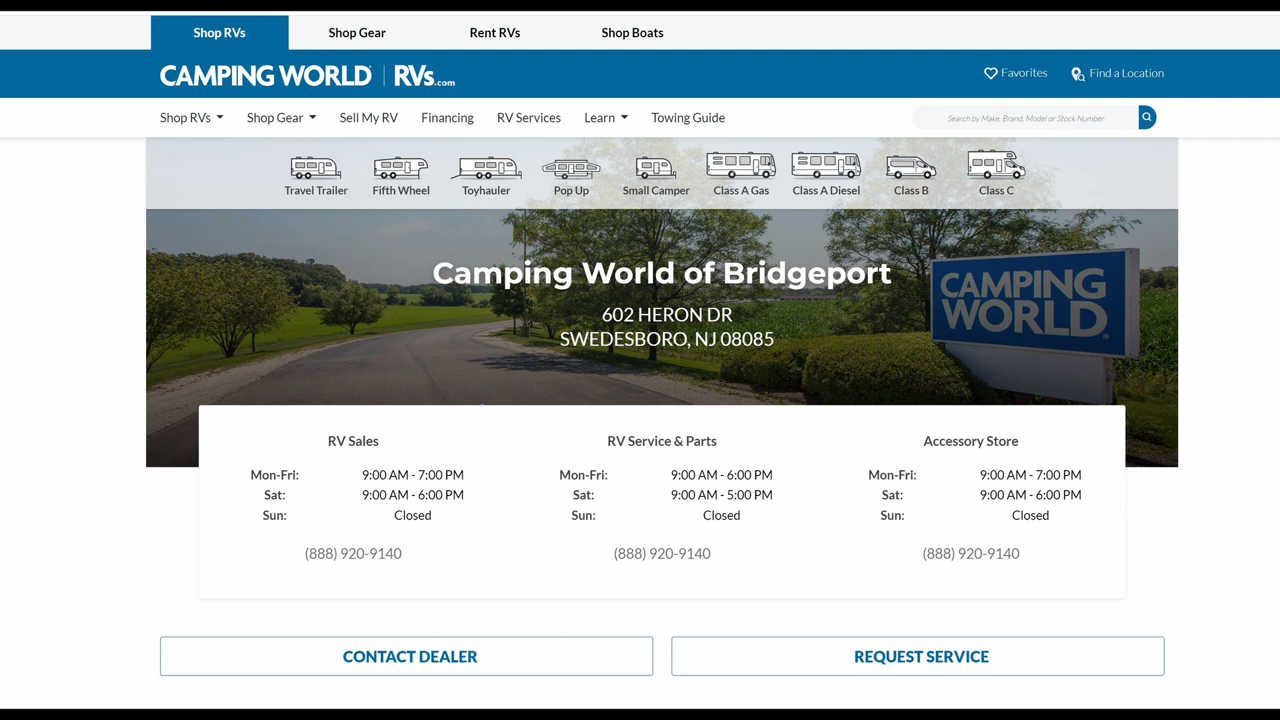 Shop RVs Shop Gear Rent RVs Shop Boats
CAMPING WORLD RVs.com Favorites Find a Location
Shop RVs Shop Gear Sell My RV Financing RV Services Learn Towing Guide Search by Make, Brand, Model or Stock Number
Travel Trailer Fifth Wheel Toyhauler Pop Up Small Camper Class A Gas Class A Diesel Class B Class C
Camping World of Bridgeport
602 HERON DR
SWEDESBORO, NJ 08085
CAMPING
WORLD
RV Sales RV Service & Parts Accessory Store
Mon-Fri: 9:00 AM - 7:00 PM Mon-Fri: 9:00 AM - 6:00 PM Mon-Fri: 9:00 AM - 7:00 PM
Sat: 9:00 AM - 6:00 PM Sat: 9:00 AM - 5:00 PM Sat: 9:00 AM - 6:00 PM
Sun: Closed Sun: Closed Sun: Closed
(888) 920-9140 (888) 920-9140 (888) 920-9140
CONTACT DEALER REQUEST SERVICE